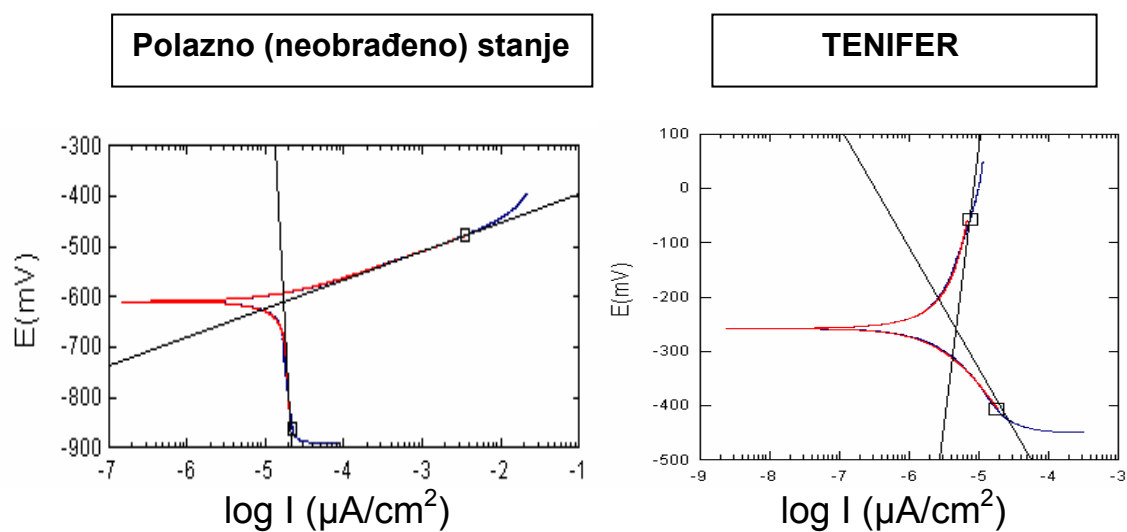 Polazno (neobrađeno) stanje
TENIFER
-300
-400
-500
-600
-700
-800
-900
E(mV)
-7 -6 -5 -4 -3 -2 -1
log I (µA/cm²)
100
0
-100
-200
-300
-400
-500
E(mV)
-9 -8 -7 -6 -5 -4 -3
log I (µA/cm²)